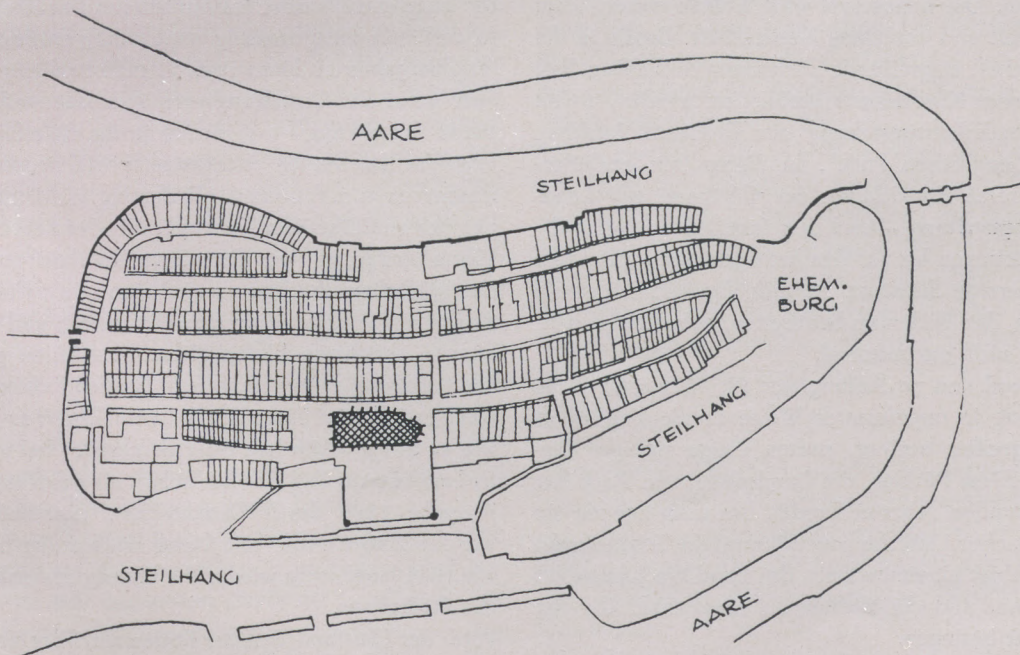 AARE
STEILHANG
EHEM.
BURG
STEILHANG
STEILHANG
AARE